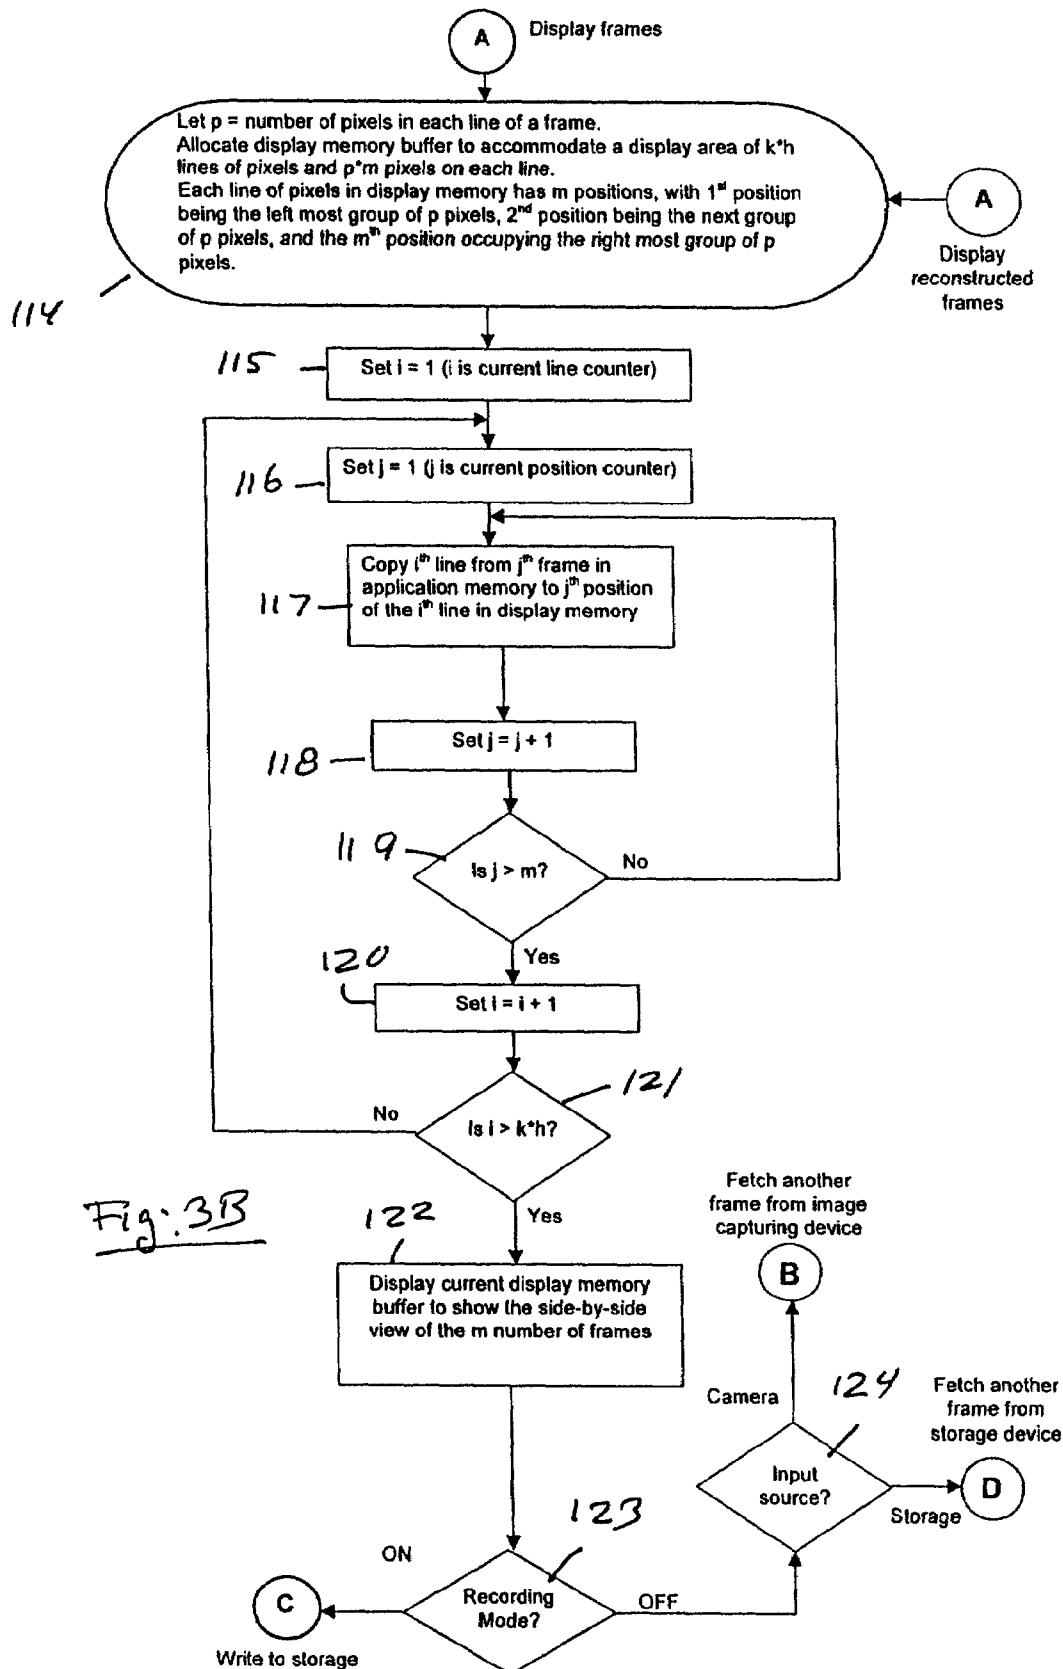 A
Display frames
Let p = number of pixels in each line of a frame.
Allocate display memory buffer to accommodate a display area of k*h
lines of pixels and p*m pixels on each line.
Each line of pixels in display memory has m positions, with 1st position
being the left most group of p pixels, 2nd position being the next group
of p pixels, and the mth position occupying the right most group of p
pixels.
A
Display
reconstructed
frames
114
115
Set i = 1 (i is current line counter)
116
Set j = 1 (j is current position counter)
117
Copy ith line from jth frame in
application memory to jth position
of the ith line in display memory
118
Set j = j + 1
119
Is j > m?
No
Yes
120
Set i = i + 1
121
Is i > k*h?
No
Yes
Fig: 3B
122
Display current display memory
buffer to show the side-by-side
view of the m number of frames
Fetch another
frame from image
capturing device
B
Camera
124
Input
source?
Fetch another
frame from
storage device
D
Storage
123
Recording
Mode?
ON
OFF
C
Write to storage